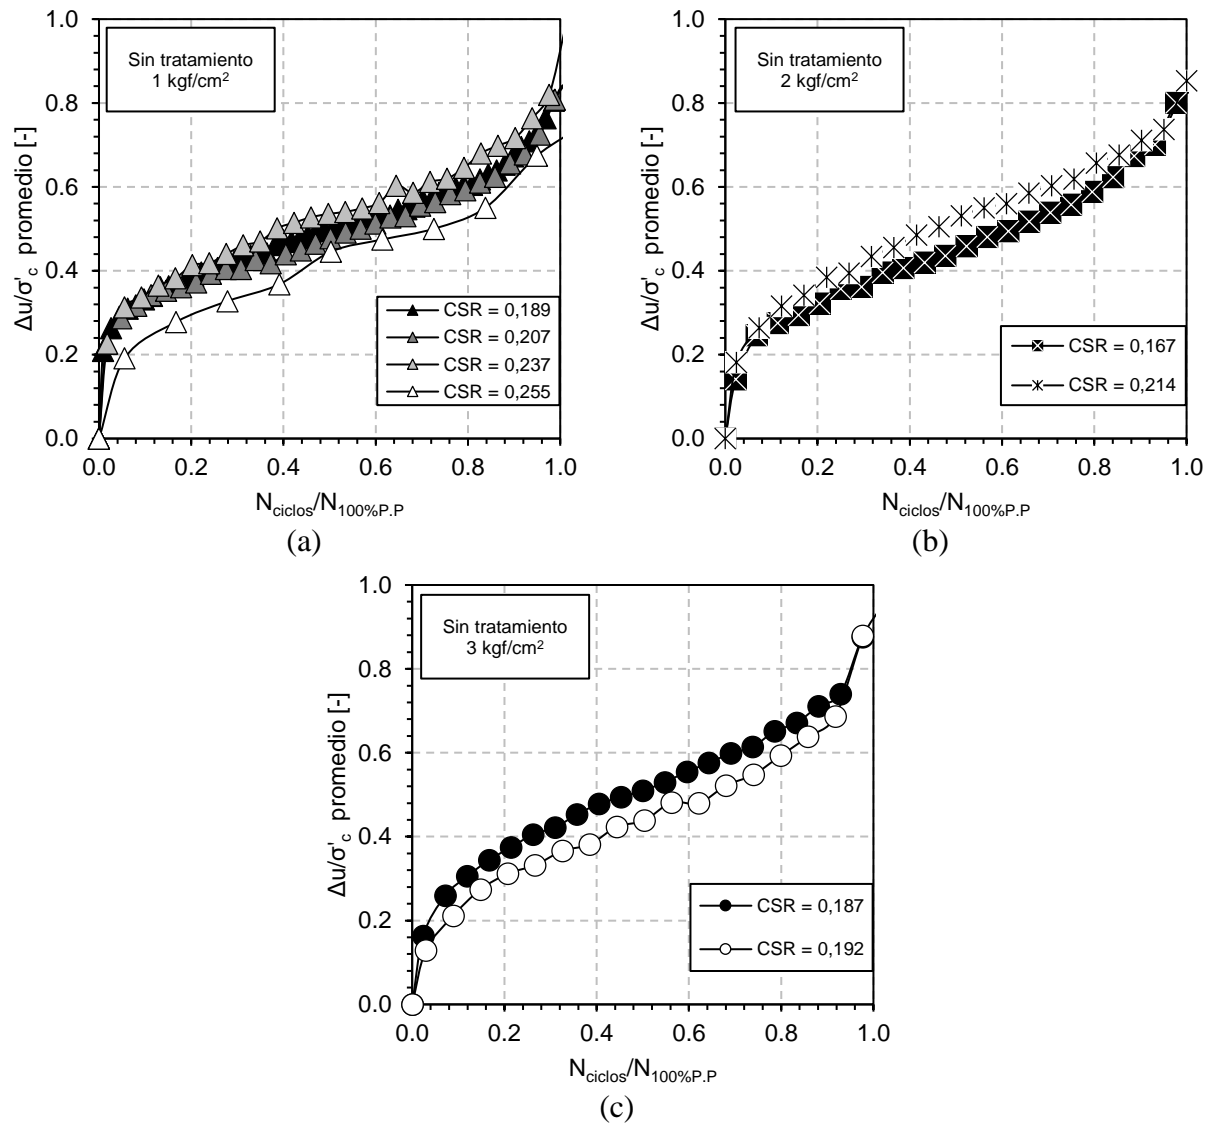 Δu/σ'c promedio [-]
1.0
0.8
0.6
0.4
0.2
0.0
Sin tratamiento
1 kgf/cm²
CSR = 0,189
CSR = 0,207
CSR = 0,237
CSR = 0,255
0.0 0.2 0.4 0.6 0.8 1.0
Nciclos/N100%P.P
(a)
Δu/σ'c promedio [-]
1.0
0.8
0.6
0.4
0.2
0.0
Sin tratamiento
2 kgf/cm²
CSR = 0,167
CSR = 0,214
0.0 0.2 0.4 0.6 0.8 1.0
Nciclos/N100%P.P
(b)
Δu/σ'c promedio [-]
1.0
0.8
0.6
0.4
0.2
0.0
Sin tratamiento
3 kgf/cm²
CSR = 0,187
CSR = 0,192
0.0 0.2 0.4 0.6 0.8 1.0
Nciclos/N100%P.P
(c)